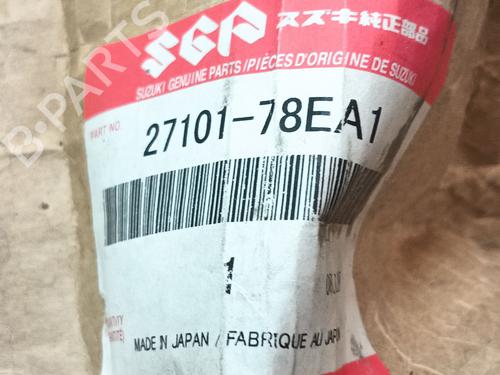 SGP スズキ純正部品
SUZUKI GENUINE PARTS/PIÈCES D'ORIGINE DE SUZUKI
PART NO.
27101-78EA1
1
MADE IN JAPAN / FABRIQUE AU JAPON
B-PARTS